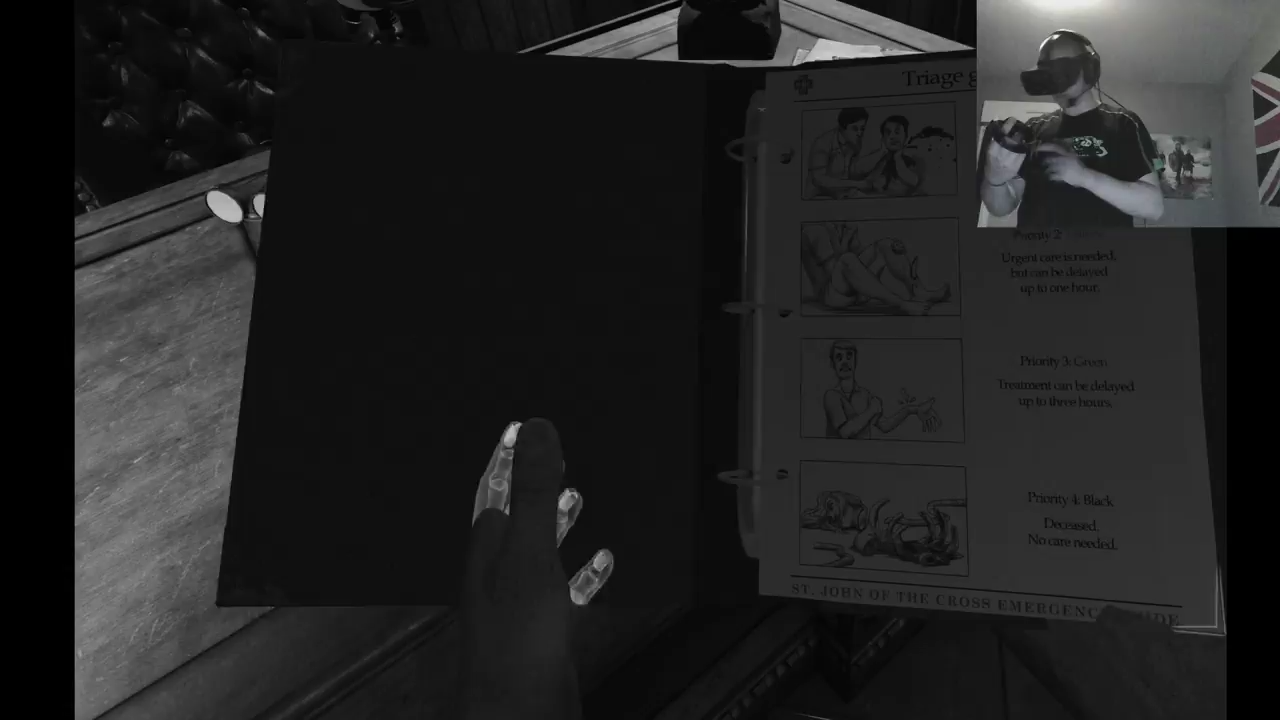 Triage g
Priority 2:
Urgent care is needed,
but can be delayed
up to one hour.
Priority 3: Green
Treatment can be delayed
up to three hours.
Priority 4: Black
Deceased.
No care needed.
ST. JOHN OF THE CROSS EMERGENC